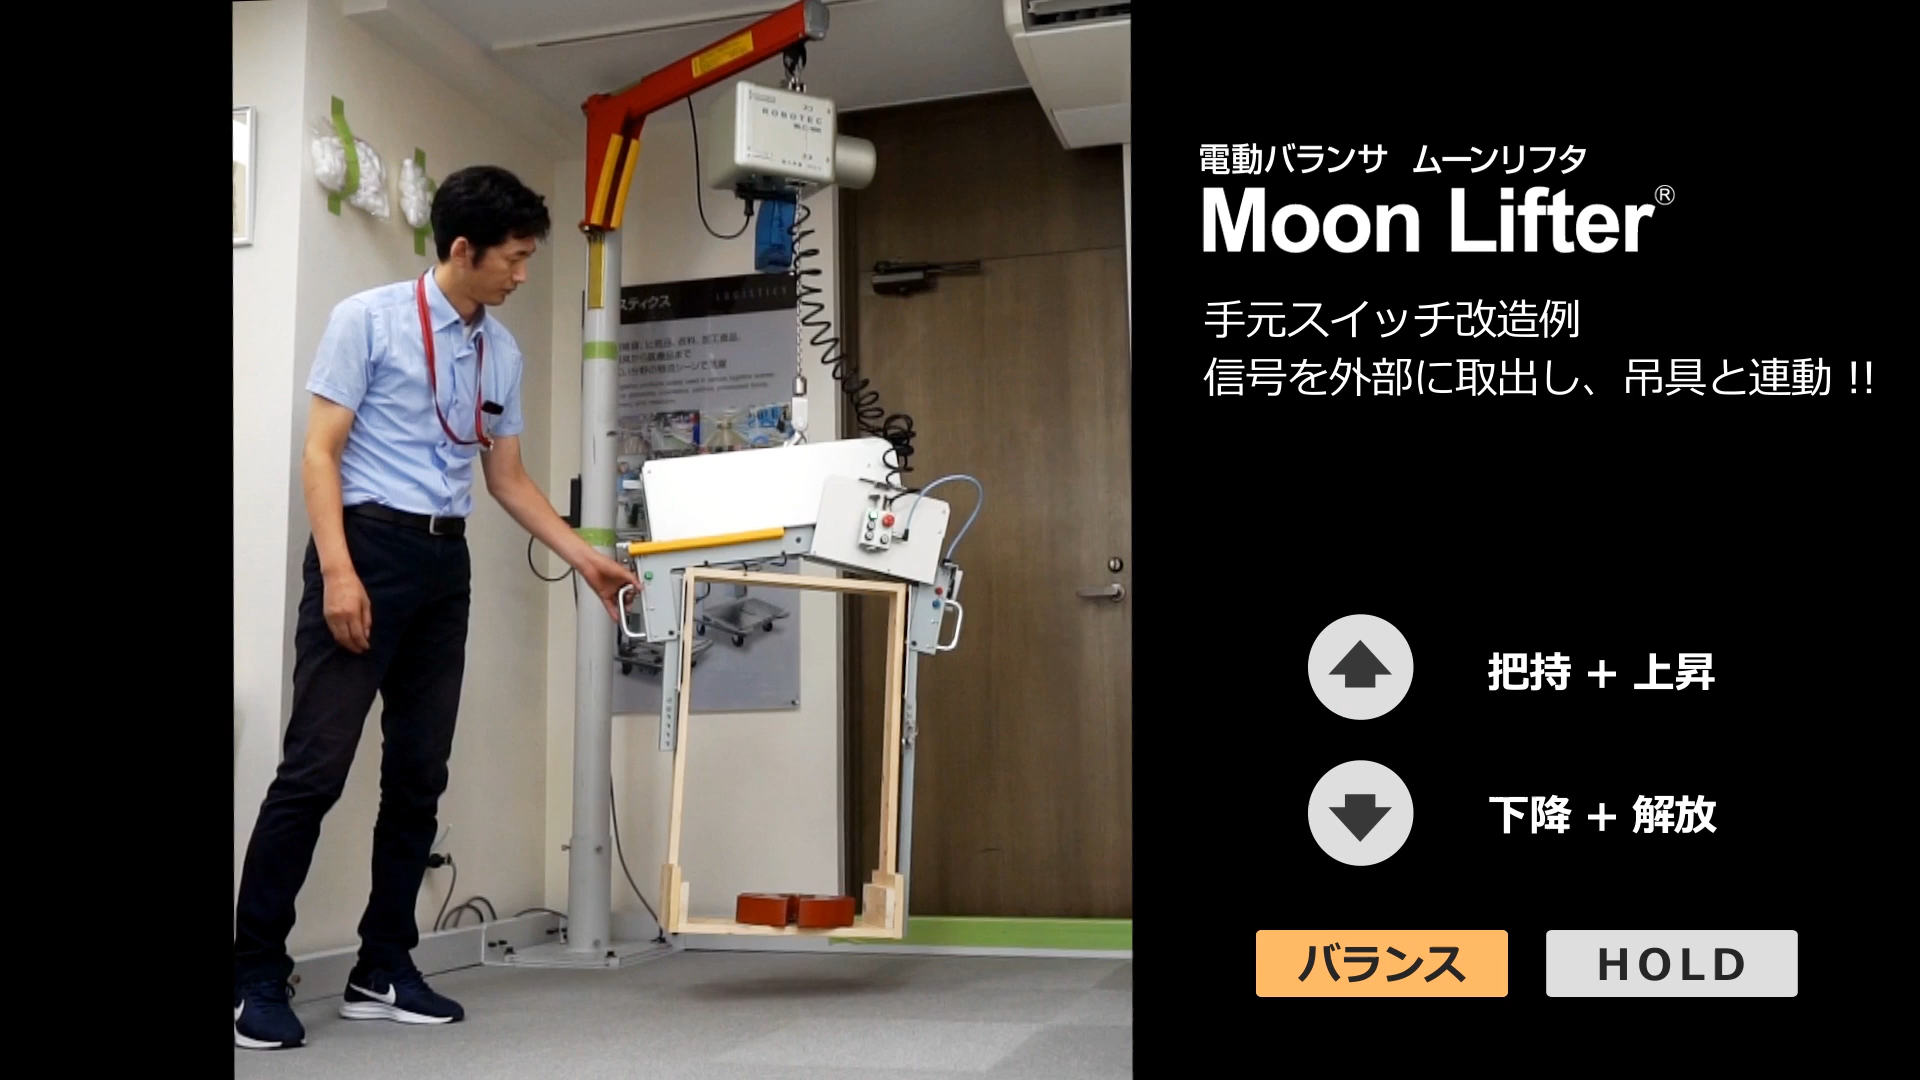 電動バランサ ムーンリフタ
Moon Lifter®
手元スイッチ改造例
信号を外部に取出し、吊具と連動 !!
把持 + 上昇
下降 + 解放
バランス
HOLD
ROBOTEC
スティクス LOGISTICS